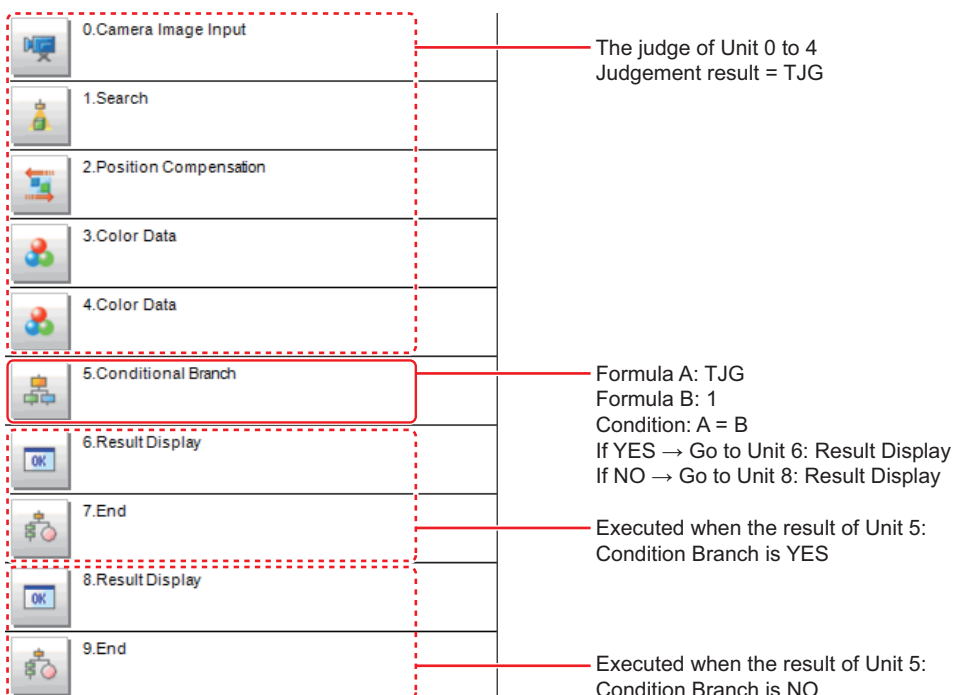 0.Camera Image Input
The judge of Unit 0 to 4
Judgement result = TJG
1.Search
2.Position Compensation
3.Color Data
4.Color Data
5.Conditional Branch
Formula A: TJG
Formula B: 1
Condition: A = B
If YES → Go to Unit 6: Result Display
If NO → Go to Unit 8: Result Display
6.Result Display
OK
7.End
Executed when the result of Unit 5:
Condition Branch is YES
8.Result Display
OK
9.End
Executed when the result of Unit 5:
Condition Branch is NO